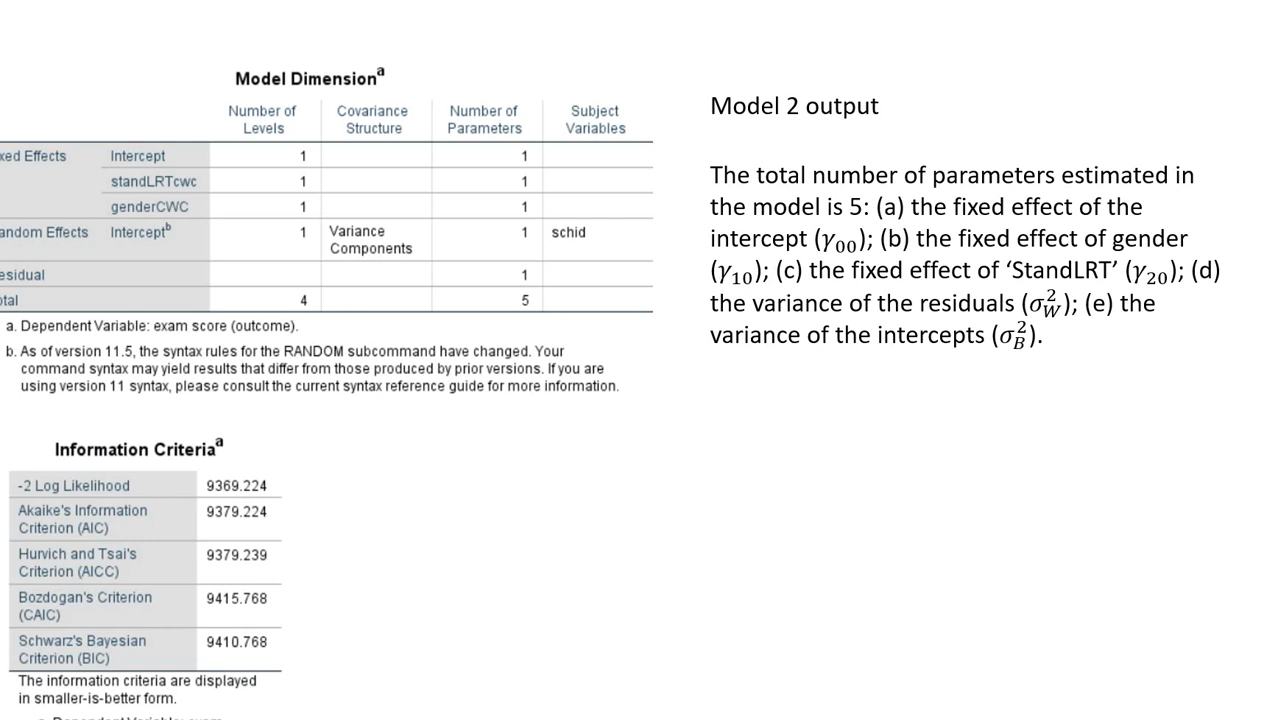 Model Dimensionᵃ
Number of Levels Covariance Structure Number of Parameters Subject Variables
xed Effects Intercept 1 1
standLRTcwc 1 1
genderCWC 1 1
andom Effects Interceptᵇ 1 Variance Components 1 schid
esidual 1
otal 4 5
a. Dependent Variable: exam score (outcome).
b. As of version 11.5, the syntax rules for the RANDOM subcommand have changed. Your
command syntax may yield results that differ from those produced by prior versions. If you are
using version 11 syntax, please consult the current syntax reference guide for more information.
Information Criteriaᵃ
-2 Log Likelihood 9369.224
Akaike's Information Criterion (AIC) 9379.224
Hurvich and Tsai's Criterion (AICC) 9379.239
Bozdogan's Criterion (CAIC) 9415.768
Schwarz's Bayesian Criterion (BIC) 9410.768
The information criteria are displayed
in smaller-is-better form.
Model 2 output
The total number of parameters estimated in
the model is 5: (a) the fixed effect of the
intercept (γ₀₀); (b) the fixed effect of gender
(γ₁₀); (c) the fixed effect of ‘StandLRT’ (γ₂₀); (d)
the variance of the residuals (σ²_W); (e) the
variance of the intercepts (σ²_B).